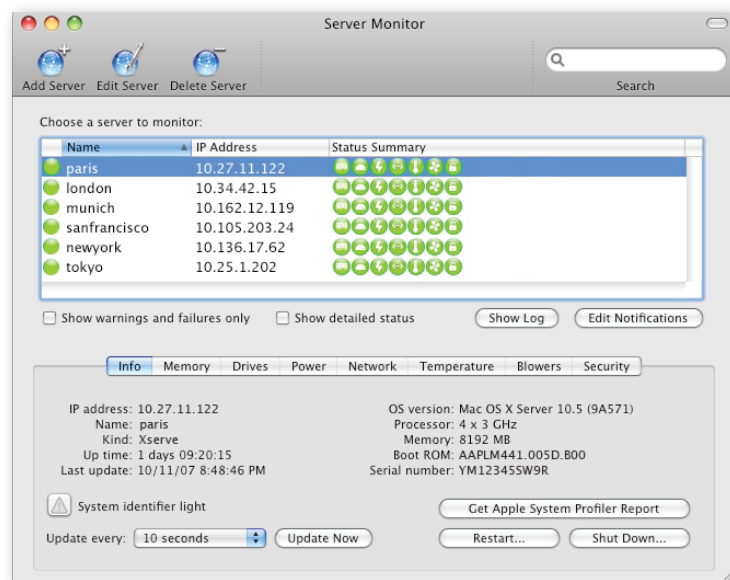 Server Monitor
Add Server Edit Server Delete Server
Search
Choose a server to monitor:
Name IP Address Status Summary
paris 10.27.11.122
london 10.34.42.15
munich 10.162.12.119
sanfrancisco 10.105.203.24
newyork 10.136.17.62
tokyo 10.25.1.202
Show warnings and failures only Show detailed status Show Log Edit Notifications
Info Memory Drives Power Network Temperature Blowers Security
IP address: 10.27.11.122 OS version: Mac OS X Server 10.5 (9A571)
Name: paris Processor: 4 x 3 GHz
Kind: Xserve Memory: 8192 MB
Up time: 1 days 09:20:15 Boot ROM: AAPLM441.005D.B00
Last update: 10/11/07 8:48:46 PM Serial number: YM12345SW9R
System identifier light Get Apple System Profiler Report
Update every: 10 seconds Update Now Restart... Shut Down...